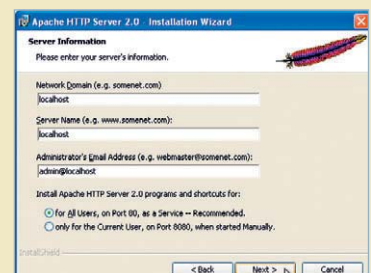 Apache HTTP Server 2.0 - Installation Wizard
Server Information
Please enter your server's information.
Network Domain (e.g. somenet.com)
localhost
Server Name (e.g. www.somenet.com):
localhost
Administrator's Email Address (e.g. webmaster@somenet.com):
admin@localhost
Install Apache HTTP Server 2.0 programs and shortcuts for:
for All Users, on Port 80, as a Service -- Recommended.
only for the Current User, on Port 8080, when started Manually.
InstallShield
< Back Next > Cancel